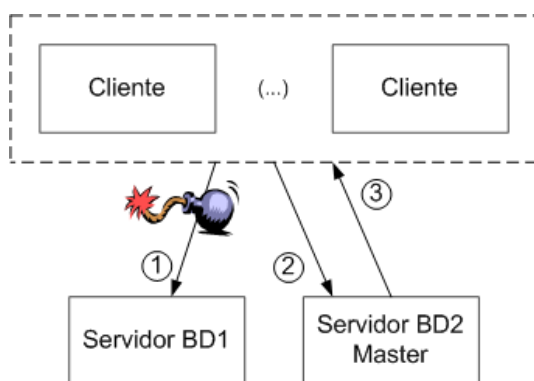 Cliente
(...)
Cliente
3
1
2
Servidor BD1
Servidor BD2
Master